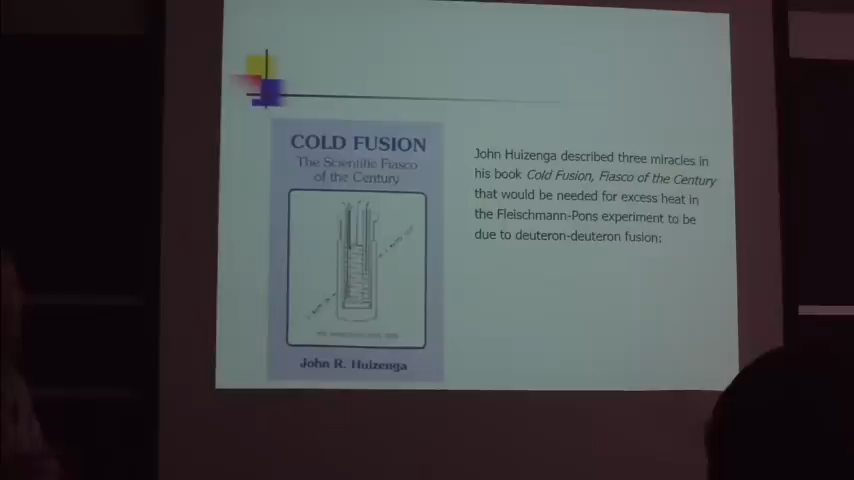 COLD FUSION
The Scientific Fiasco
of the Century
John R. Huizenga
John Huizenga described three miracles in
his book Cold Fusion, Fiasco of the Century
that would be needed for excess heat in
the Fleischmann-Pons experiment to be
due to deuteron-deuteron fusion: